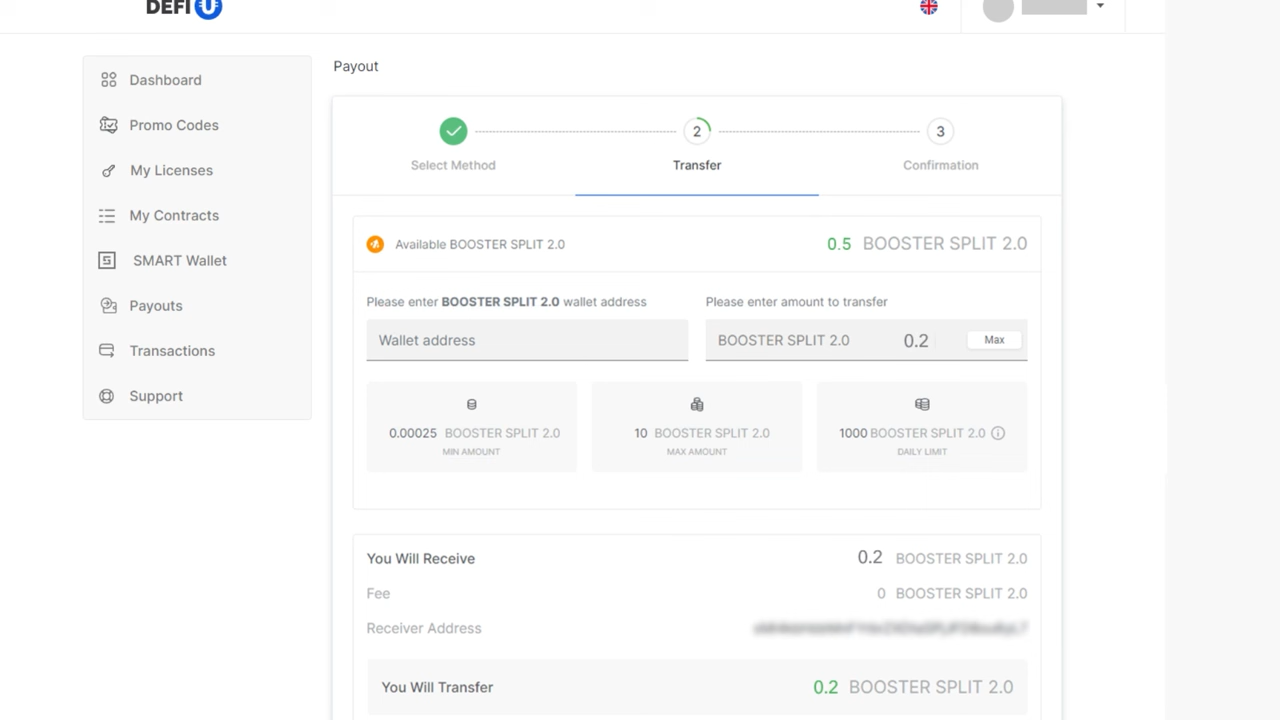 DEFI U
Dashboard
Promo Codes
My Licenses
My Contracts
SMART Wallet
Payouts
Transactions
Support
Payout
2
3
Select Method
Transfer
Confirmation
Available BOOSTER SPLIT 2.0
0.5 BOOSTER SPLIT 2.0
Please enter BOOSTER SPLIT 2.0 wallet address
Wallet address
Please enter amount to transfer
BOOSTER SPLIT 2.0 0.2 Max
0.00025 BOOSTER SPLIT 2.0
MIN AMOUNT
10 BOOSTER SPLIT 2.0
MAX AMOUNT
1000 BOOSTER SPLIT 2.0
DAILY LIMIT
You Will Receive 0.2 BOOSTER SPLIT 2.0
Fee 0 BOOSTER SPLIT 2.0
Receiver Address
You Will Transfer 0.2 BOOSTER SPLIT 2.0